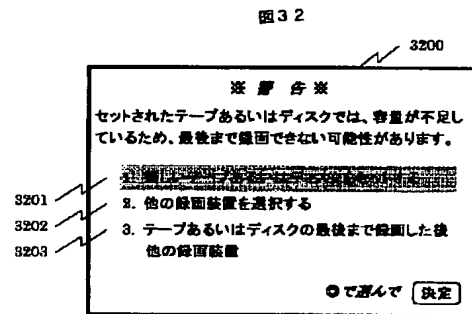 図32
3200
※ 警 告 ※
セットされたテープあるいはディスクでは、容量が不足し
ているため、最後まで録画できない可能性があります。
3201
3202 2. 他の録画装置を選択する
3203 3. テープあるいはディスクの最後まで録画した後
他の録画装置
で選んで 決定